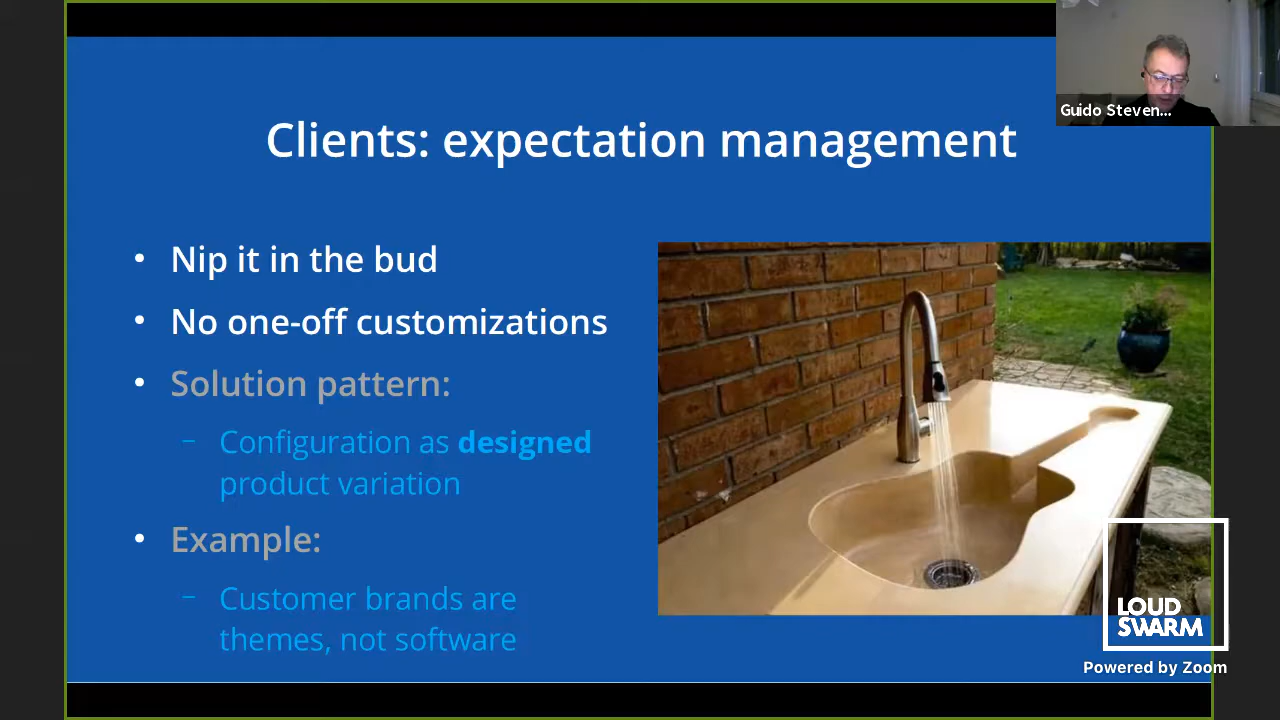 Guido Steven...
Clients: expectation management
• Nip it in the bud
• No one-off customizations
• Solution pattern:
– Configuration as designed
product variation
• Example:
– Customer brands are
themes, not software
LOUD
SWARM
Powered by Zoom